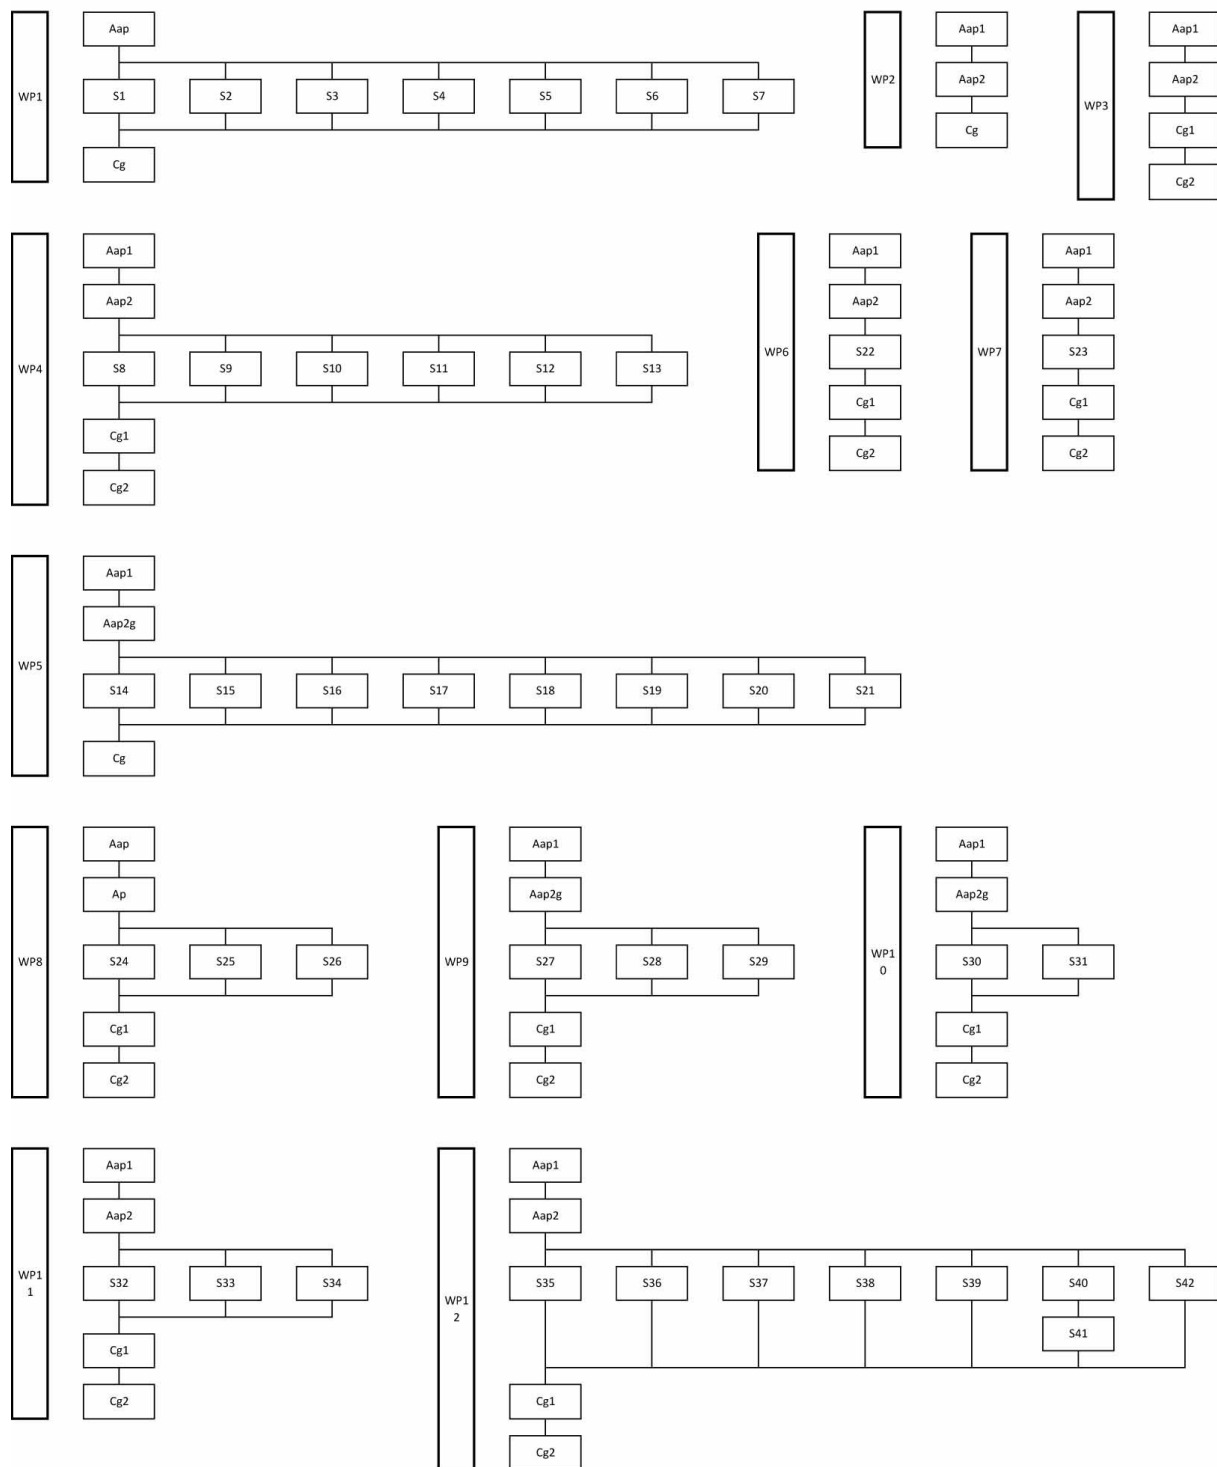 Aap
Aap1
Aap1
WP1
S1
S2
S3
S4
S5
S6
S7
WP2
Aap2
WP3
Aap2
Cg
Cg
Cg1
Cg2
WP4
Aap1
Aap2
S8
S9
S10
S11
S12
S13
Cg1
Cg2
WP6
Aap1
Aap2
S22
Cg1
Cg2
WP7
Aap1
Aap2
S23
Cg1
Cg2
WP5
Aap1
Aap2g
S14
S15
S16
S17
S18
S19
S20
S21
Cg
WP8
Aap
Ap
S24
S25
S26
Cg1
Cg2
WP9
Aap1
Aap2g
S27
S28
S29
Cg1
Cg2
WP1
0
Aap1
Aap2g
S30
S31
Cg1
Cg2
WP1
1
Aap1
Aap2
S32
S33
S34
Cg1
Cg2
WP1
2
Aap1
Aap2
S35
S36
S37
S38
S39
S40
S42
S41
Cg1
Cg2